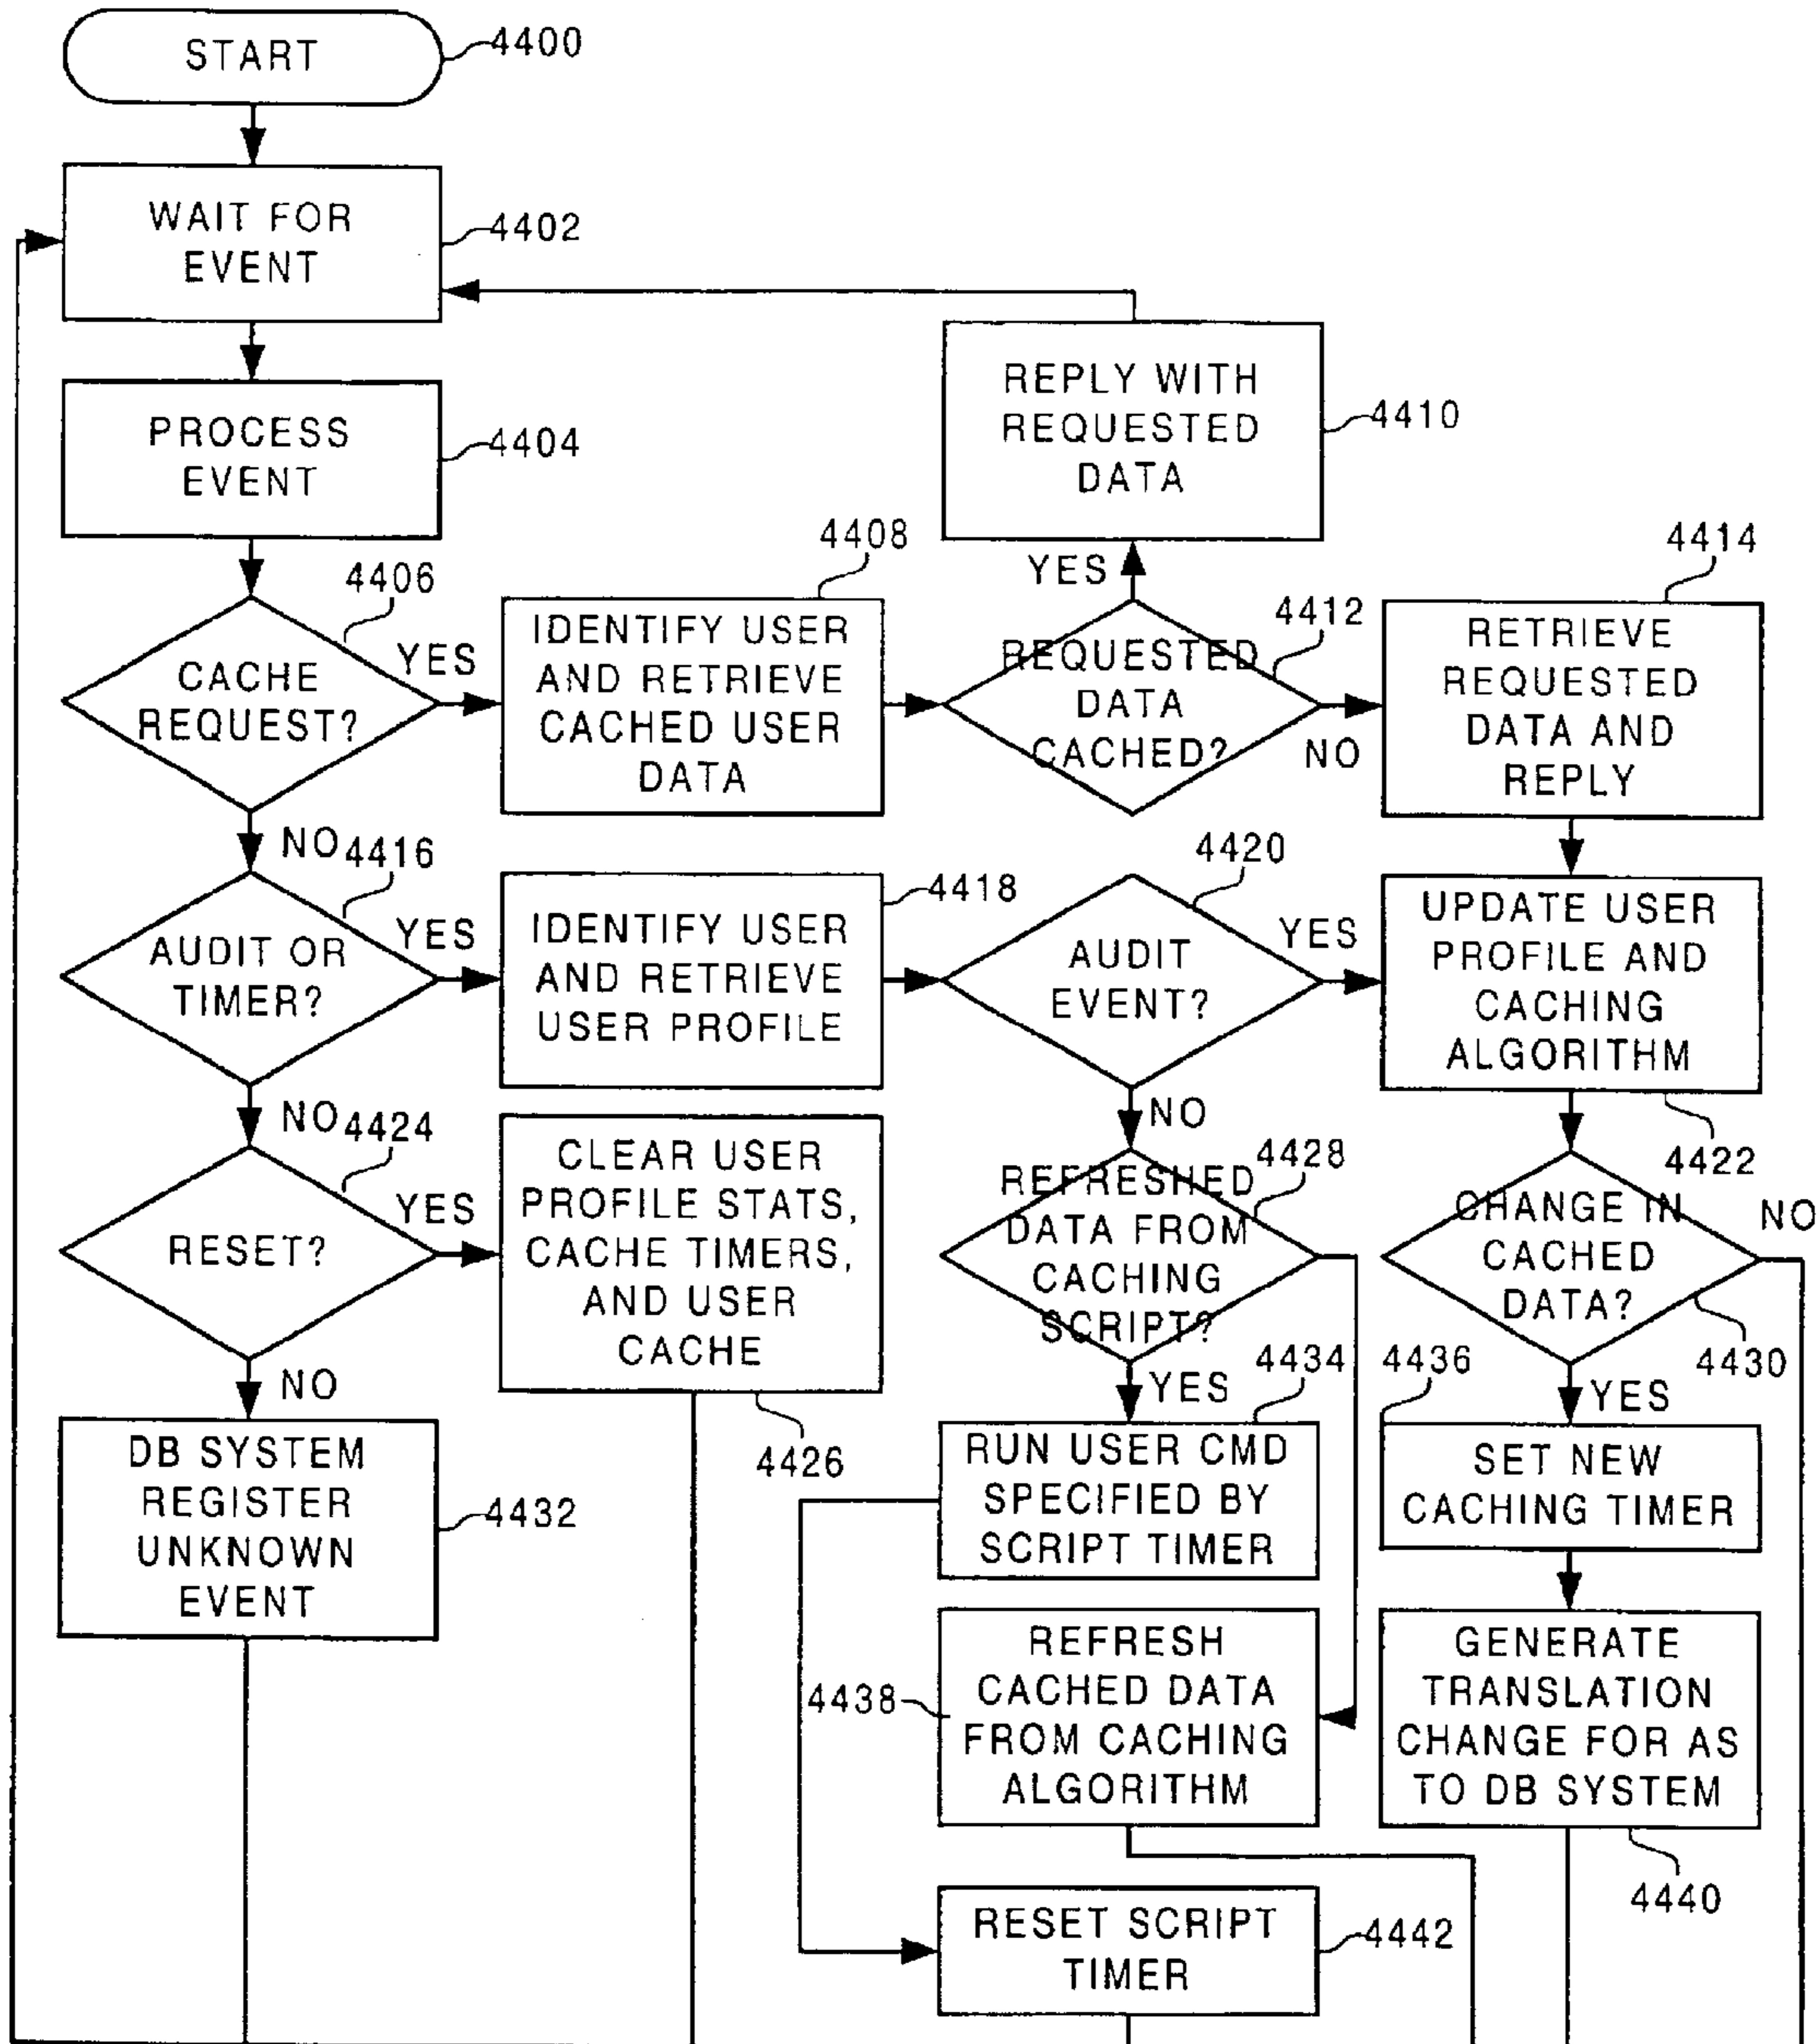 START
4400
WAIT FOR
EVENT
4402
PROCESS
EVENT
4404
REPLY WITH
REQUESTED
DATA
4410
4406
CACHE
REQUEST?
YES
4408
IDENTIFY USER
AND RETRIEVE
CACHED USER
DATA
YES
4412
REQUESTED
DATA
CACHED?
NO
4414
RETRIEVE
REQUESTED
DATA AND
REPLY
NO
4416
AUDIT OR
TIMER?
YES
4418
IDENTIFY USER
AND RETRIEVE
USER PROFILE
4420
AUDIT
EVENT?
YES
UPDATE USER
PROFILE AND
CACHING
ALGORITHM
4422
NO
4424
RESET?
YES
CLEAR USER
PROFILE STATS,
CACHE TIMERS,
AND USER
CACHE
4426
NO
4428
REFRESHED
DATA FROM
CACHING
SCRIPT?
CHANGE IN
CACHED
DATA?
NO
4430
NO
DB SYSTEM
REGISTER
UNKNOWN
EVENT
4432
YES
4434
RUN USER CMD
SPECIFIED BY
SCRIPT TIMER
4436
YES
SET NEW
CACHING TIMER
4438
REFRESH
CACHED DATA
FROM CACHING
ALGORITHM
GENERATE
TRANSLATION
CHANGE FOR AS
TO DB SYSTEM
4440
RESET SCRIPT
TIMER
4442